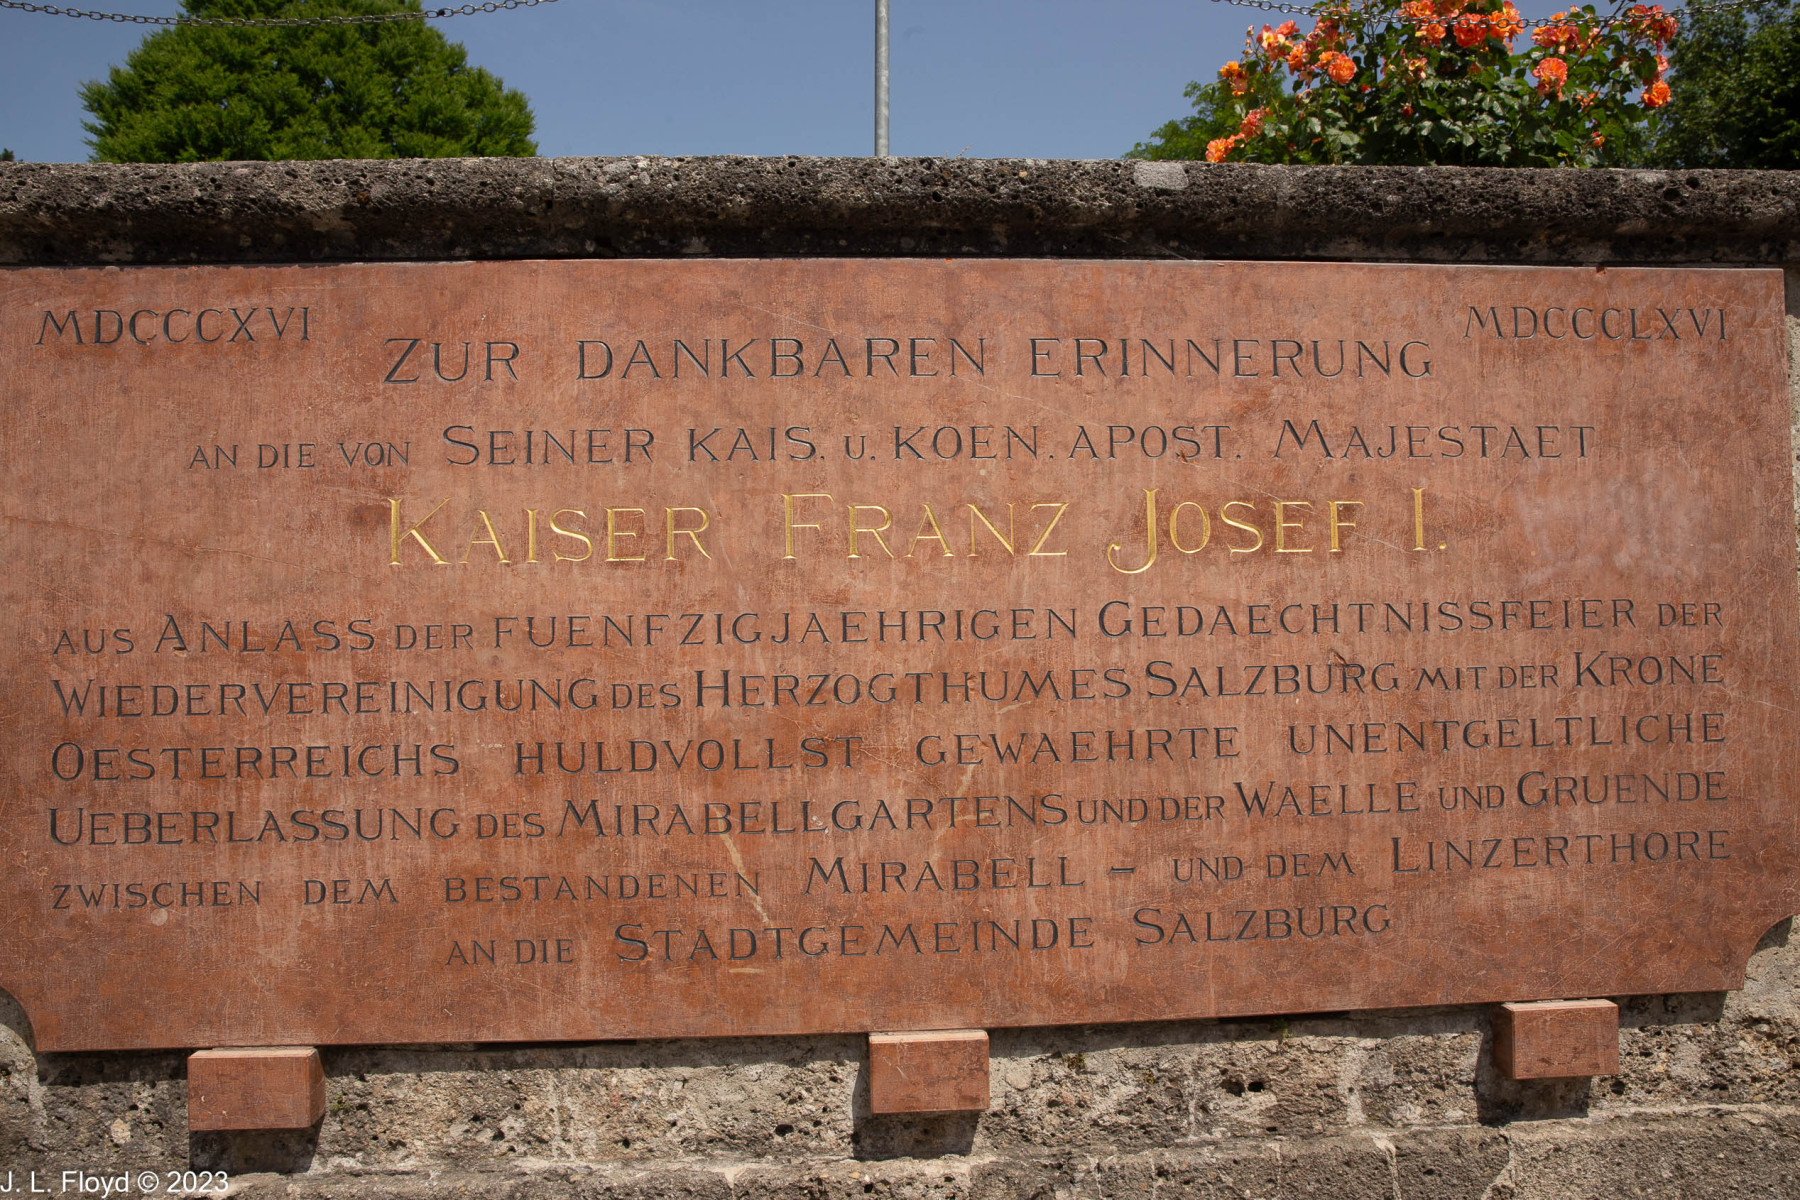 MDCCCXVI MDCCCLXVI
ZUR DANKBAREN ERINNERUNG
AN DIE VON SEINER KAIS. U. KOEN. APOST. MAJESTAET
KAISER FRANZ JOSEF I.
AUS ANLASS DER FUENFZIGJAEHRIGEN GEDAECHTNISSFEIER DER
WIEDERVEREINIGUNG DES HERZOGTHUMES SALZBURG MIT DER KRONE
OESTERREICHS HULDVOLLST GEWAEHRTE UNENTGELTLICHE
UEBERLASSUNG DES MIRABELLGARTENS UND DER WAELLE UND GRUENDE
ZWISCHEN DEM BESTANDENEN MIRABELL – UND DEM LINZERTHORE
AN DIE STADTGEMEINDE SALZBURG
J. L. Floyd © 2023